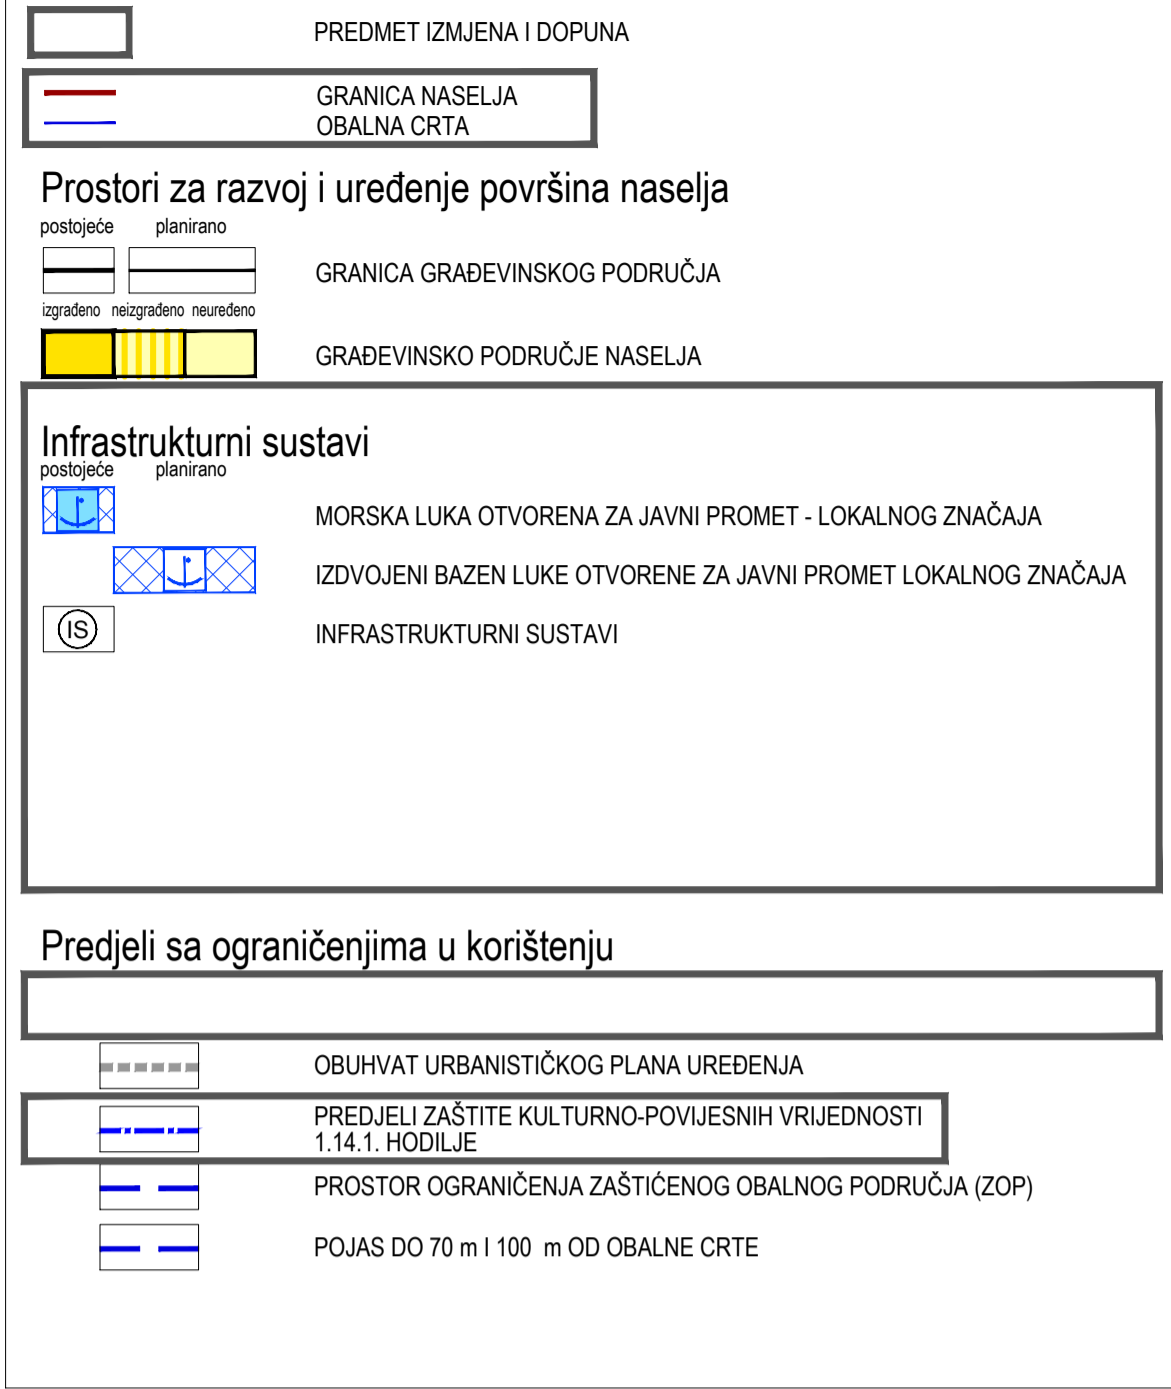 PREDMET IZMJENA I DOPUNA
GRANICA NASELJA
OBALNA CRTA
Prostori za razvoj i uređenje površina naselja
postojeće planirano
GRANICA GRAĐEVINSKOG PODRUČJA
izgrađeno neizgrađeno neuređeno
GRAĐEVINSKO PODRUČJE NASELJA
Infrastrukturni sustavi
postojeće planirano
MORSKA LUKA OTVORENA ZA JAVNI PROMET - LOKALNOG ZNAČAJA
IZDVOJENI BAZEN LUKE OTVORENE ZA JAVNI PROMET LOKALNOG ZNAČAJA
IS INFRASTRUKTURNI SUSTAVI
Predjeli sa ograničenjima u korištenju
OBUHVAT URBANISTIČKOG PLANA UREĐENJA
PREDJELI ZAŠTITE KULTURNO-POVIJESNIH VRIJEDNOSTI
1.14.1. HODILJE
PROSTOR OGRANIČENJA ZAŠTIĆENOG OBALNOG PODRUČJA (ZOP)
POJAS DO 70 m I 100 m OD OBALNE CRTE